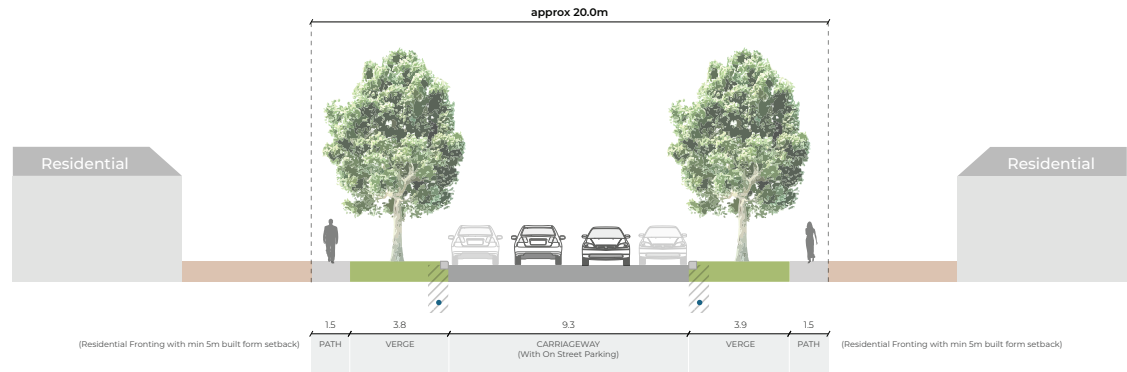 approx 20.0m
Residential
Residential
1.5
3.8
9.3
3.9
1.5
(Residential Fronting with min 5m built form setback)
PATH
VERGE
CARRIAGEWAY
(With On Street Parking)
VERGE
PATH
(Residential Fronting with min 5m built form setback)